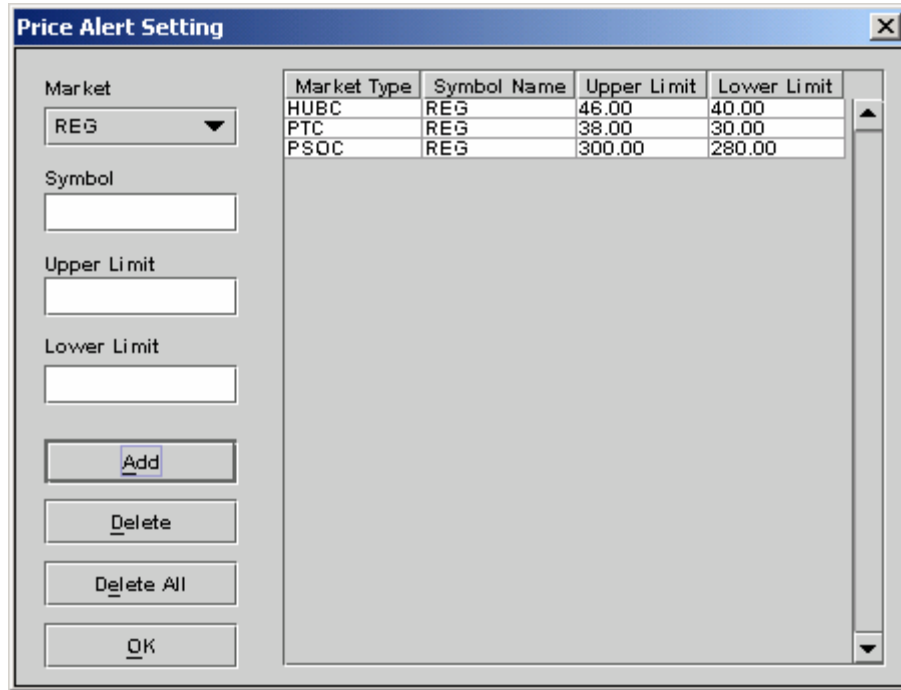 Price Alert Setting
Market
REG
Symbol
Upper Limit
Lower Limit
Add
Delete
Delete All
OK
Market Type Symbol Name Upper Limit Lower Limit
HUBC REG 46.00 40.00
PTC REG 38.00 30.00
PSOC REG 300.00 280.00